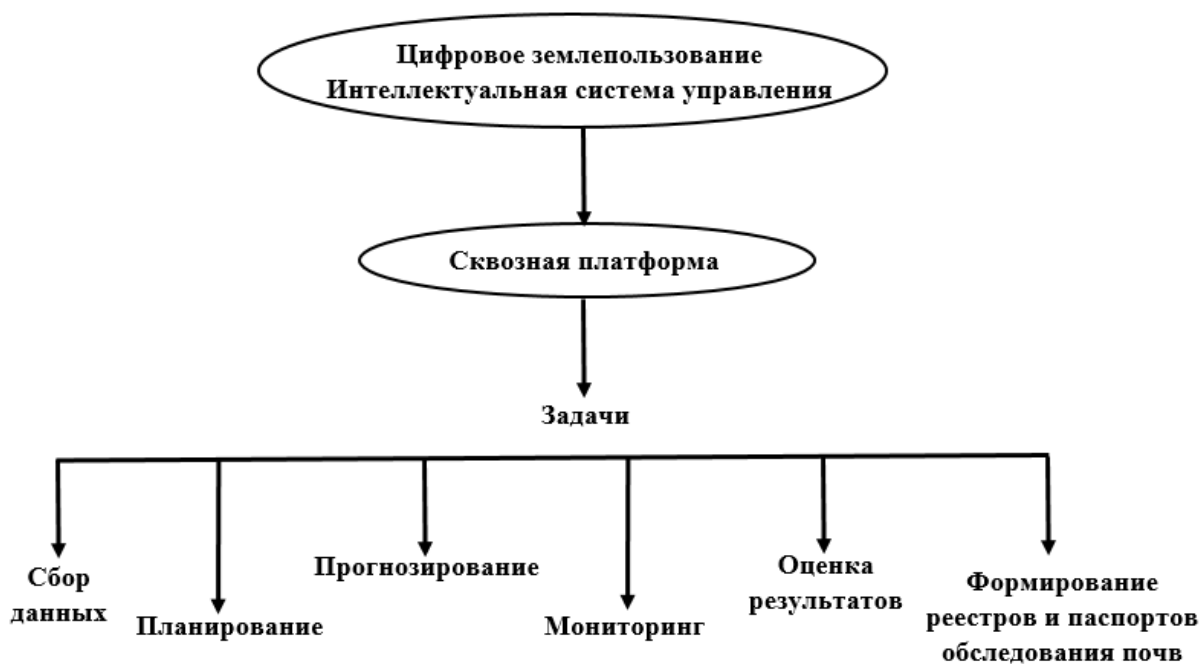 Цифровое землепользование
Интеллектуальная система управления
Сквозная платформа
Задачи
Сбор
данных
Планирование
Прогнозирование
Мониторинг
Оценка
результатов
Формирование
реестров и паспортов
обследования почв